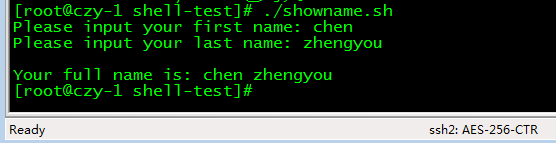 [root@czy-1 shell-test]# ./showname.sh
Please input your first name: chen
Please input your last name: zhengyou
Your full name is: chen zhengyou
[root@czy-1 shell-test]#
Ready ssh2: AES-256-CTR